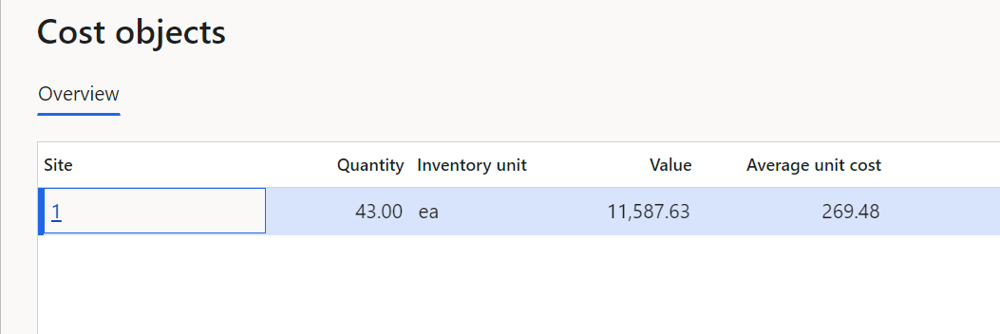 Cost objects
Overview
Site Quantity Inventory unit Value Average unit cost
1 43.00 ea 11,587.63 269.48